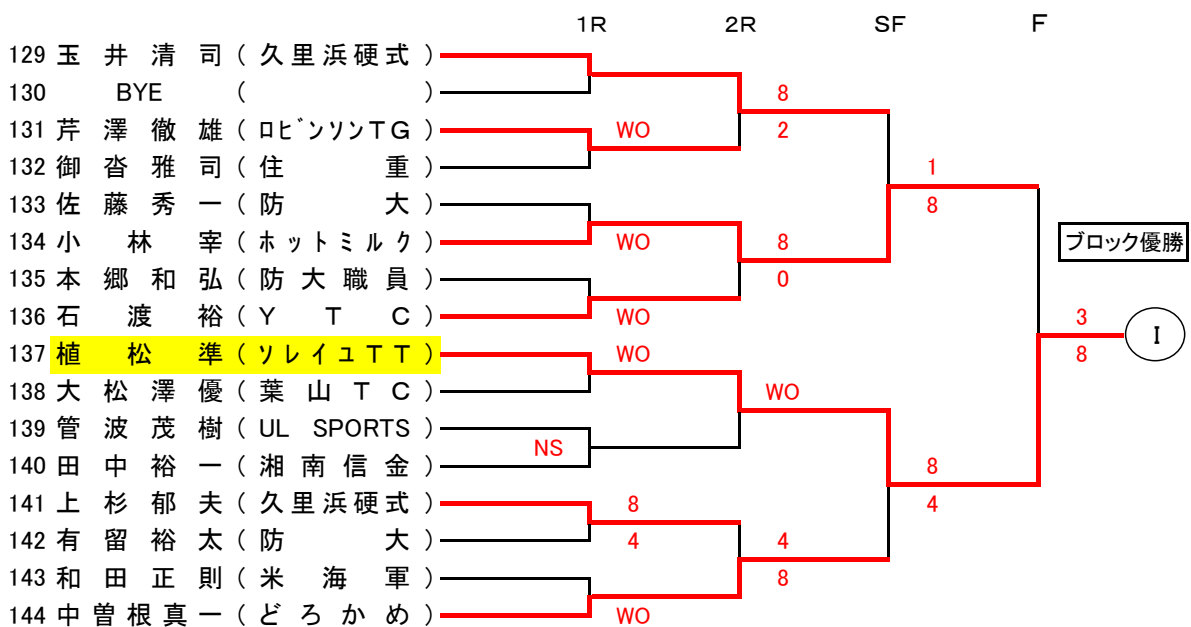 1R 2R SF F
129 玉井清司(久里浜硬式)
130 BYE ( )
8
131 芹澤徹雄(ロビンソンTG) WO 2
132 御沓雅司(住重)
1
133 佐藤秀一(防大) 8
134 小林宰(ホットミルク) WO 8
ブロック優勝
135 本郷和弘(防大職員) 0
136 石渡裕(YTC) WO 3
I
137 植松準(ソレイユTT) WO 8
138 大松澤優(葉山TC) WO
139 管波茂樹(UL SPORTS)
NS
140 田中裕一(湘南信金) 8
141 上杉郁夫(久里浜硬式) 8 4
142 有留裕太(防大) 4 4
143 和田正則(米海軍) 8
144 中曽根真一(どろかめ) WO